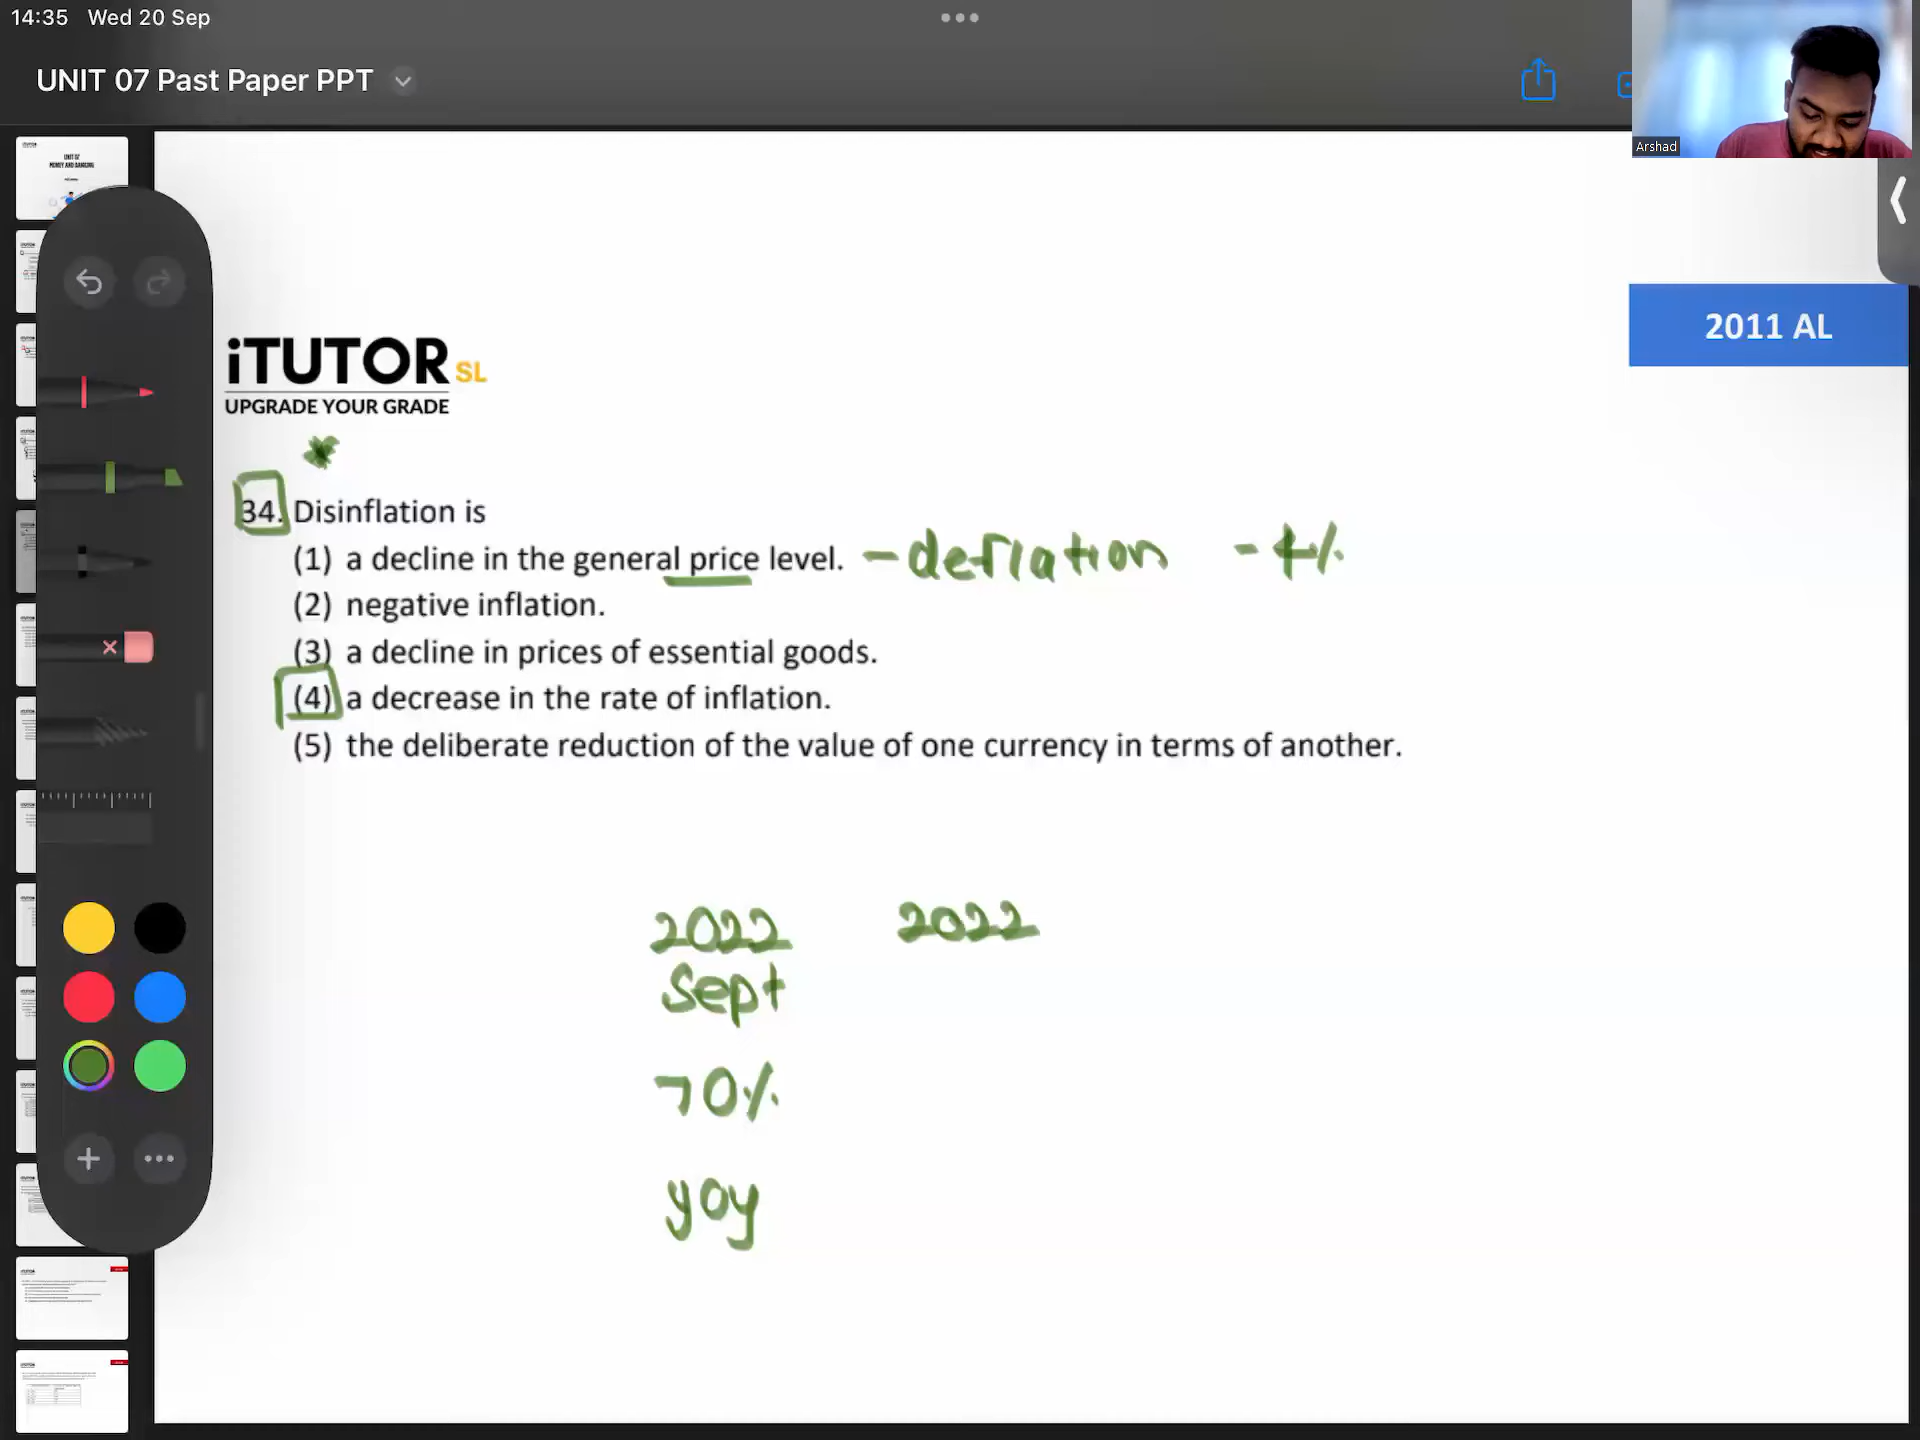 14:35 Wed 20 Sep
UNIT 07 Past Paper PPT
Arshad
2011 AL
iTUTOR SL
UPGRADE YOUR GRADE
34. Disinflation is
(1) a decline in the general price level. - deflation - 4%
(2) negative inflation.
(3) a decline in prices of essential goods.
(4) a decrease in the rate of inflation.
(5) the deliberate reduction of the value of one currency in terms of another.
2022 2022
Sept
70%
yoy